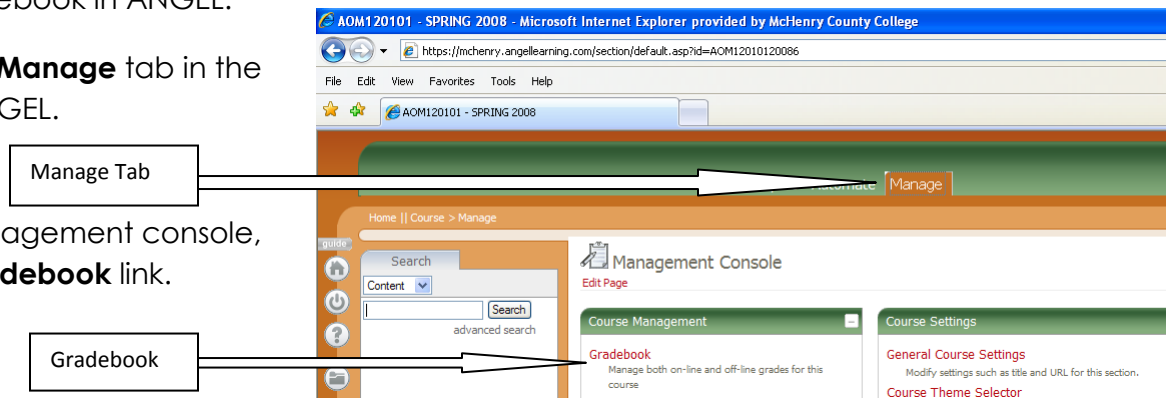 ebook in ANGEL.
Manage tab in the
GEL.
Manage Tab
agement console,
debook link.
Gradebook
AOM120101 - SPRING 2008 - Microsoft Internet Explorer provided by McHenry County College
https://mchenry.angellearning.com/section/default.asp?id=AOM12010120086
File Edit View Favorites Tools Help
AOM120101 - SPRING 2008
Manage
Home || Course > Manage
guide
Search
Content
Search
advanced search
Management Console
Edit Page
Course Management
Gradebook
Manage both on-line and off-line grades for this
course
Course Settings
General Course Settings
Modify settings such as title and URL for this section.
Course Theme Selector